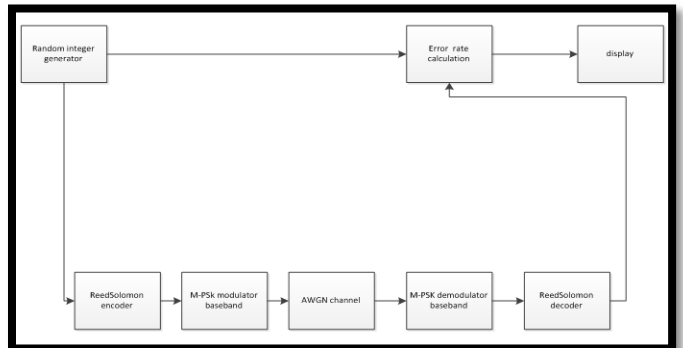 Random integer
generator
Error rate
calculation
display
ReedSolomon
encoder
M-PSk modulator
baseband
AWGN channel
M-PSK demodulator
baseband
ReedSolomon
decoder